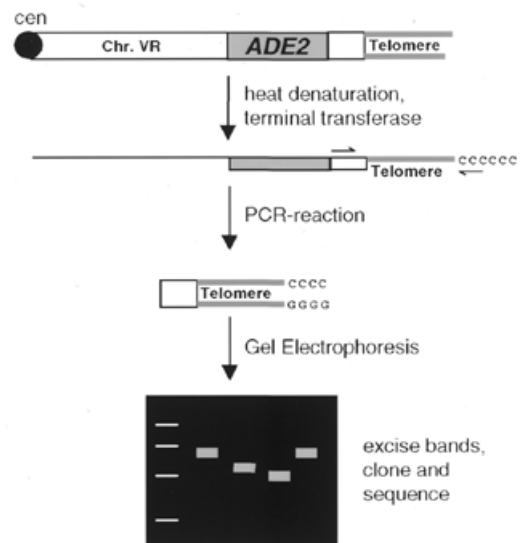 cen
Chr. VR
ADE2
Telomere
heat denaturation,
terminal transferase
cccccc
Telomere
PCR-reaction
cccc
Telomere
GGGG
Gel Electrophoresis
excise bands,
clone and
sequence